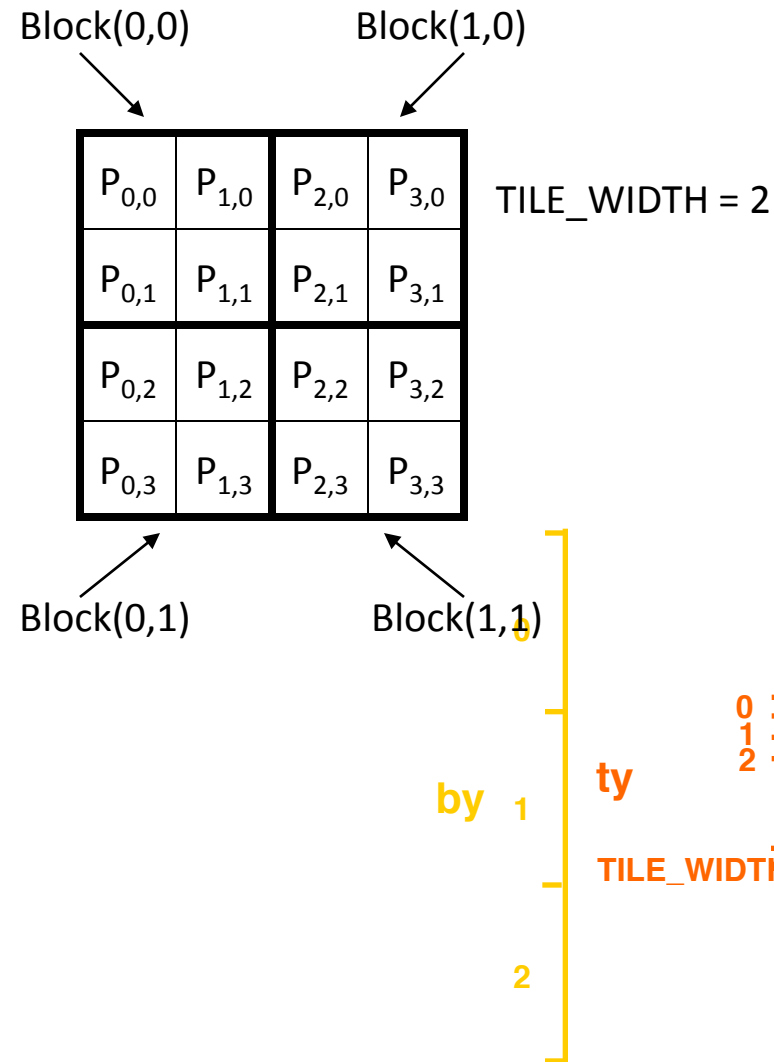 Block(0,0) Block(1,0)
P0,0 P1,0 P2,0 P3,0 TILE_WIDTH = 2
P0,1 P1,1 P2,1 P3,1
P0,2 P1,2 P2,2 P3,2
P0,3 P1,3 P2,3 P3,3
Block(0,1) Block(1,1)
0
0
1
2
ty
by 1
TILE_WIDTH
2